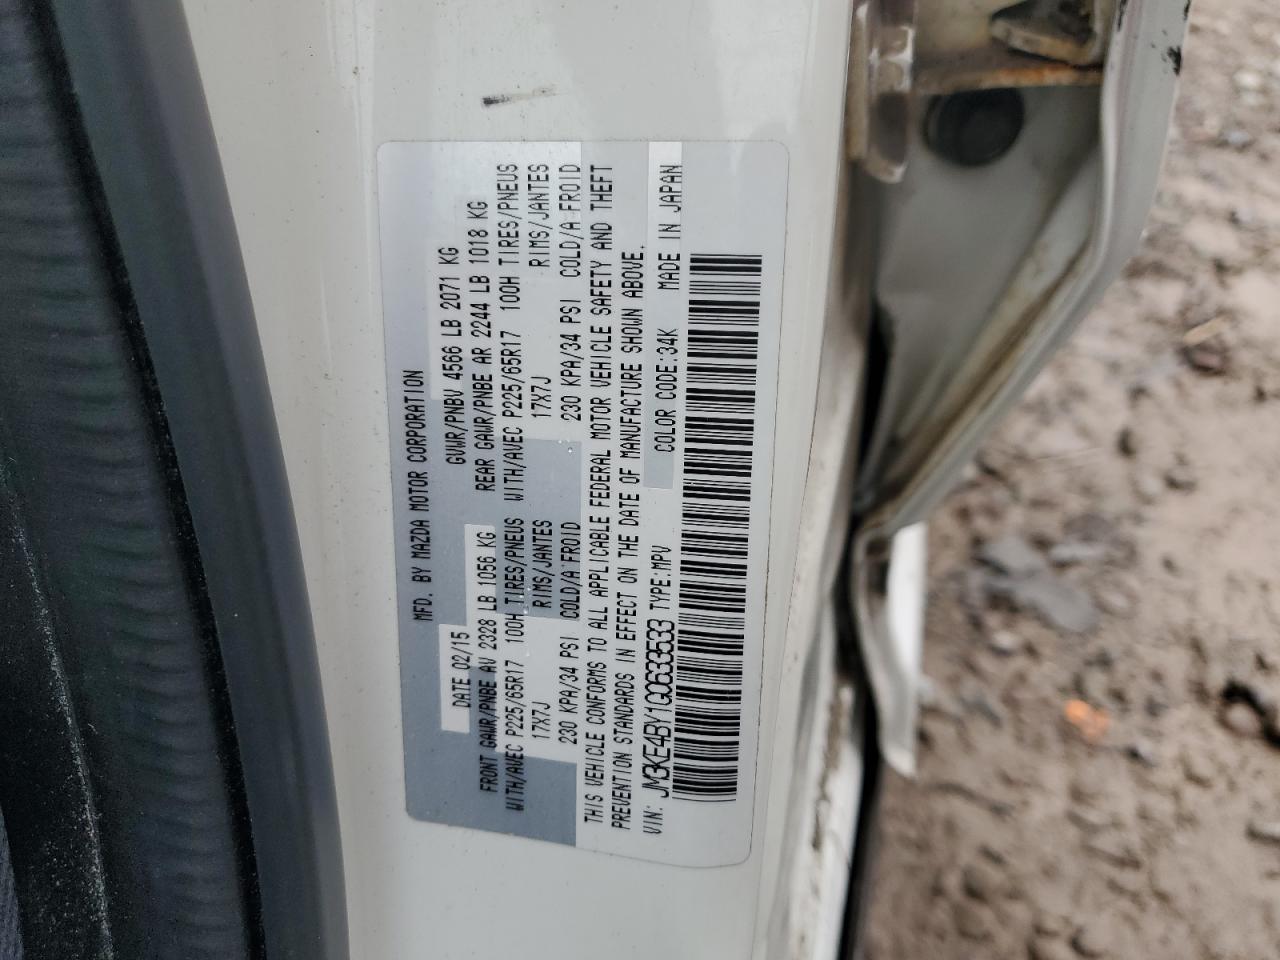 MFD. BY MAZDA MOTOR CORPORATION
DATE 02/15 GVWR/PNBV 4566 LB 2071 KG
FRONT GAWR/PNBE AV 2328 LB 1056 KG REAR GAWR/PNBE AR 2244 LB 1018 KG
WITH/AVEC P225/65R17 100H TIRES/PNEUS WITH/AVEC P225/65R17 100H TIRES/PNEUS
17X7J RIMS/JANTES 17X7J RIMS/JANTES
230 KPA/34 PSI COLD/A FROID 230 KPA/34 PSI COLD/A FROID
THIS VEHICLE CONFORMS TO ALL APPLICABLE FEDERAL MOTOR VEHICLE SAFETY AND THEFT
PREVENTION STANDARDS IN EFFECT ON THE DATE OF MANUFACTURE SHOWN ABOVE.
VIN: JM3KE4BY1G0633533 TYPE:MPV COLOR CODE:34K MADE IN JAPAN